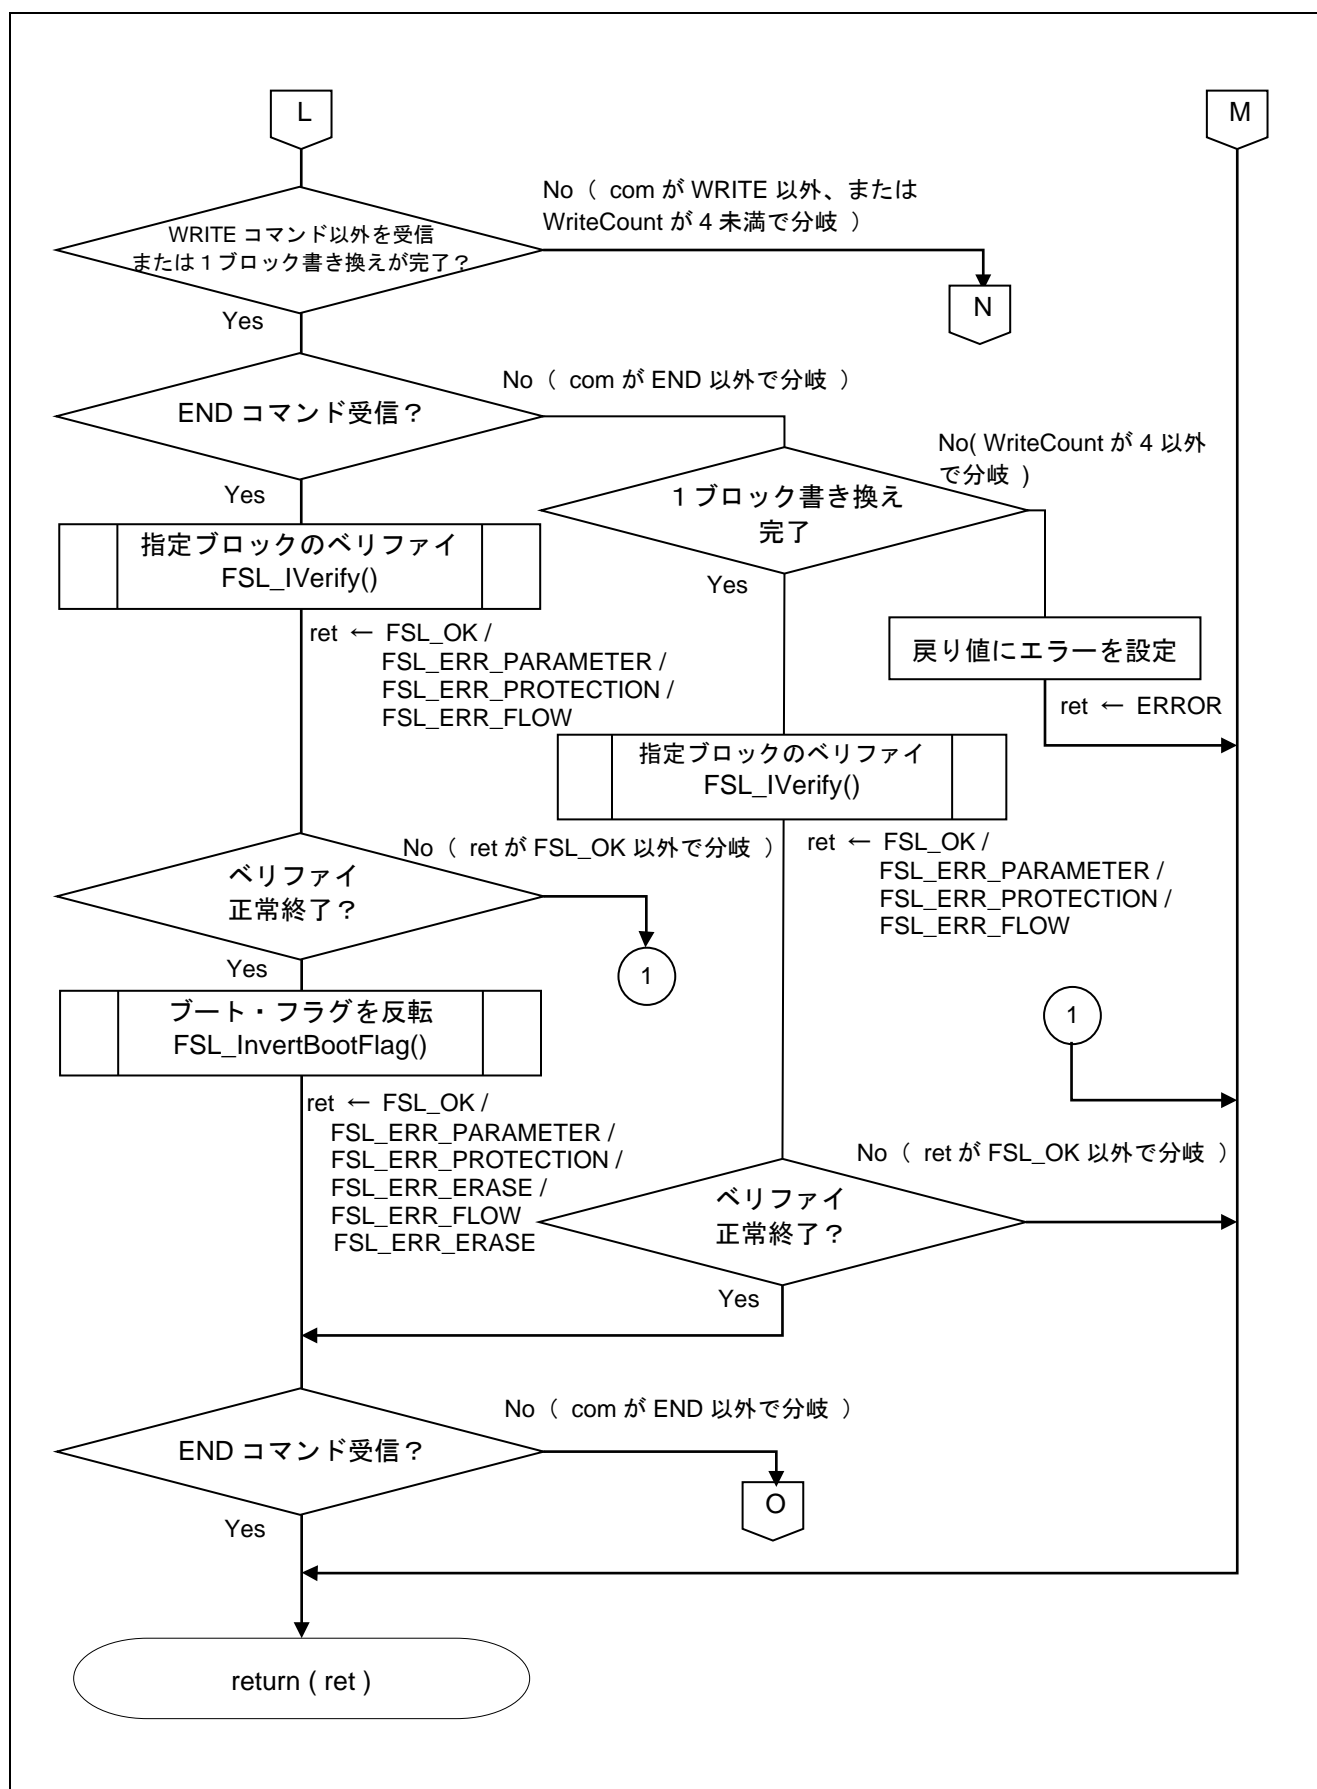 L
M
No（ com が WRITE 以外、または
WriteCount が 4 未満で分岐 ）
WRITE コマンド以外を受信
または 1 ブロック書き換えが完了？
N
Yes
No（ com が END 以外で分岐 ）
END コマンド受信？
No( WriteCount が 4 以外
で分岐 )
Yes
１ブロック書き換え
完了
指定ブロックのベリファイ
FSL_IVerify()
Yes
ret ← FSL_OK /
FSL_ERR_PARAMETER /
FSL_ERR_PROTECTION /
FSL_ERR_FLOW
戻り値にエラーを設定
ret ← ERROR
指定ブロックのベリファイ
FSL_IVerify()
No（ ret が FSL_OK 以外で分岐 ）
ret ← FSL_OK /
FSL_ERR_PARAMETER /
FSL_ERR_PROTECTION /
FSL_ERR_FLOW
ベリファイ
正常終了？
1
Yes
ブート・フラグを反転
FSL_InvertBootFlag()
1
ret ← FSL_OK /
FSL_ERR_PARAMETER /
FSL_ERR_PROTECTION /
FSL_ERR_ERASE /
FSL_ERR_FLOW
FSL_ERR_ERASE
No（ ret が FSL_OK 以外で分岐 ）
ベリファイ
正常終了？
Yes
No（ com が END 以外で分岐 ）
END コマンド受信？
O
Yes
return ( ret )